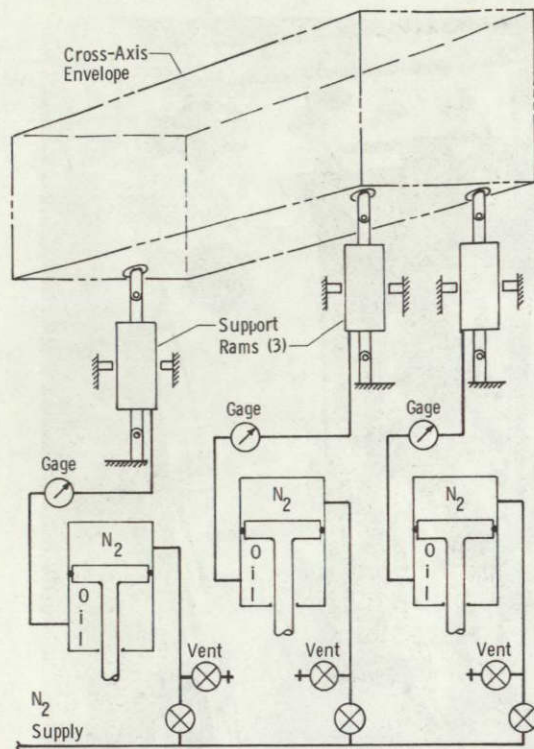 Cross-Axis
Envelope
Support
Rams (3)
Gage
Gage
Gage
N2
N2
N2
O
i
l
O
i
l
O
i
l
Vent
Vent
Vent
N2
Supply